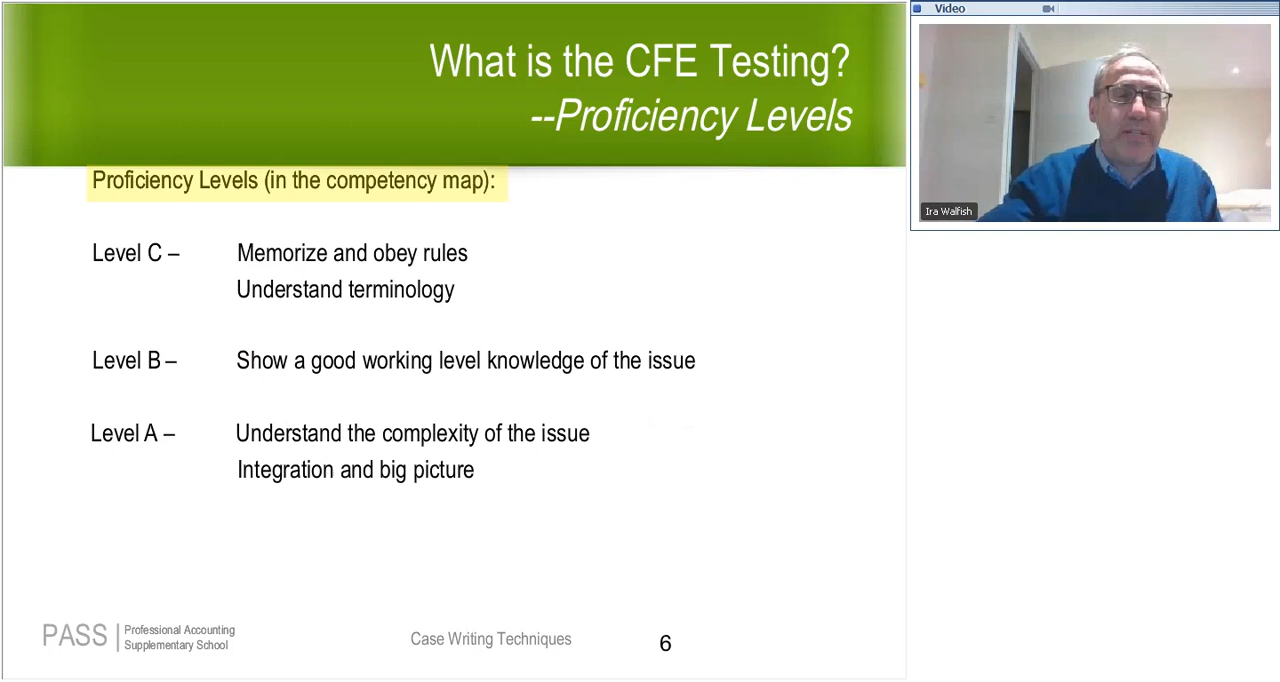 What is the CFE Testing?
--Proficiency Levels
Proficiency Levels (in the competency map):
Level C – Memorize and obey rules
Understand terminology
Level B – Show a good working level knowledge of the issue
Level A – Understand the complexity of the issue
Integration and big picture
PASS
Professional Accounting
Supplementary School
Case Writing Techniques
6
Video
Ira Walfish